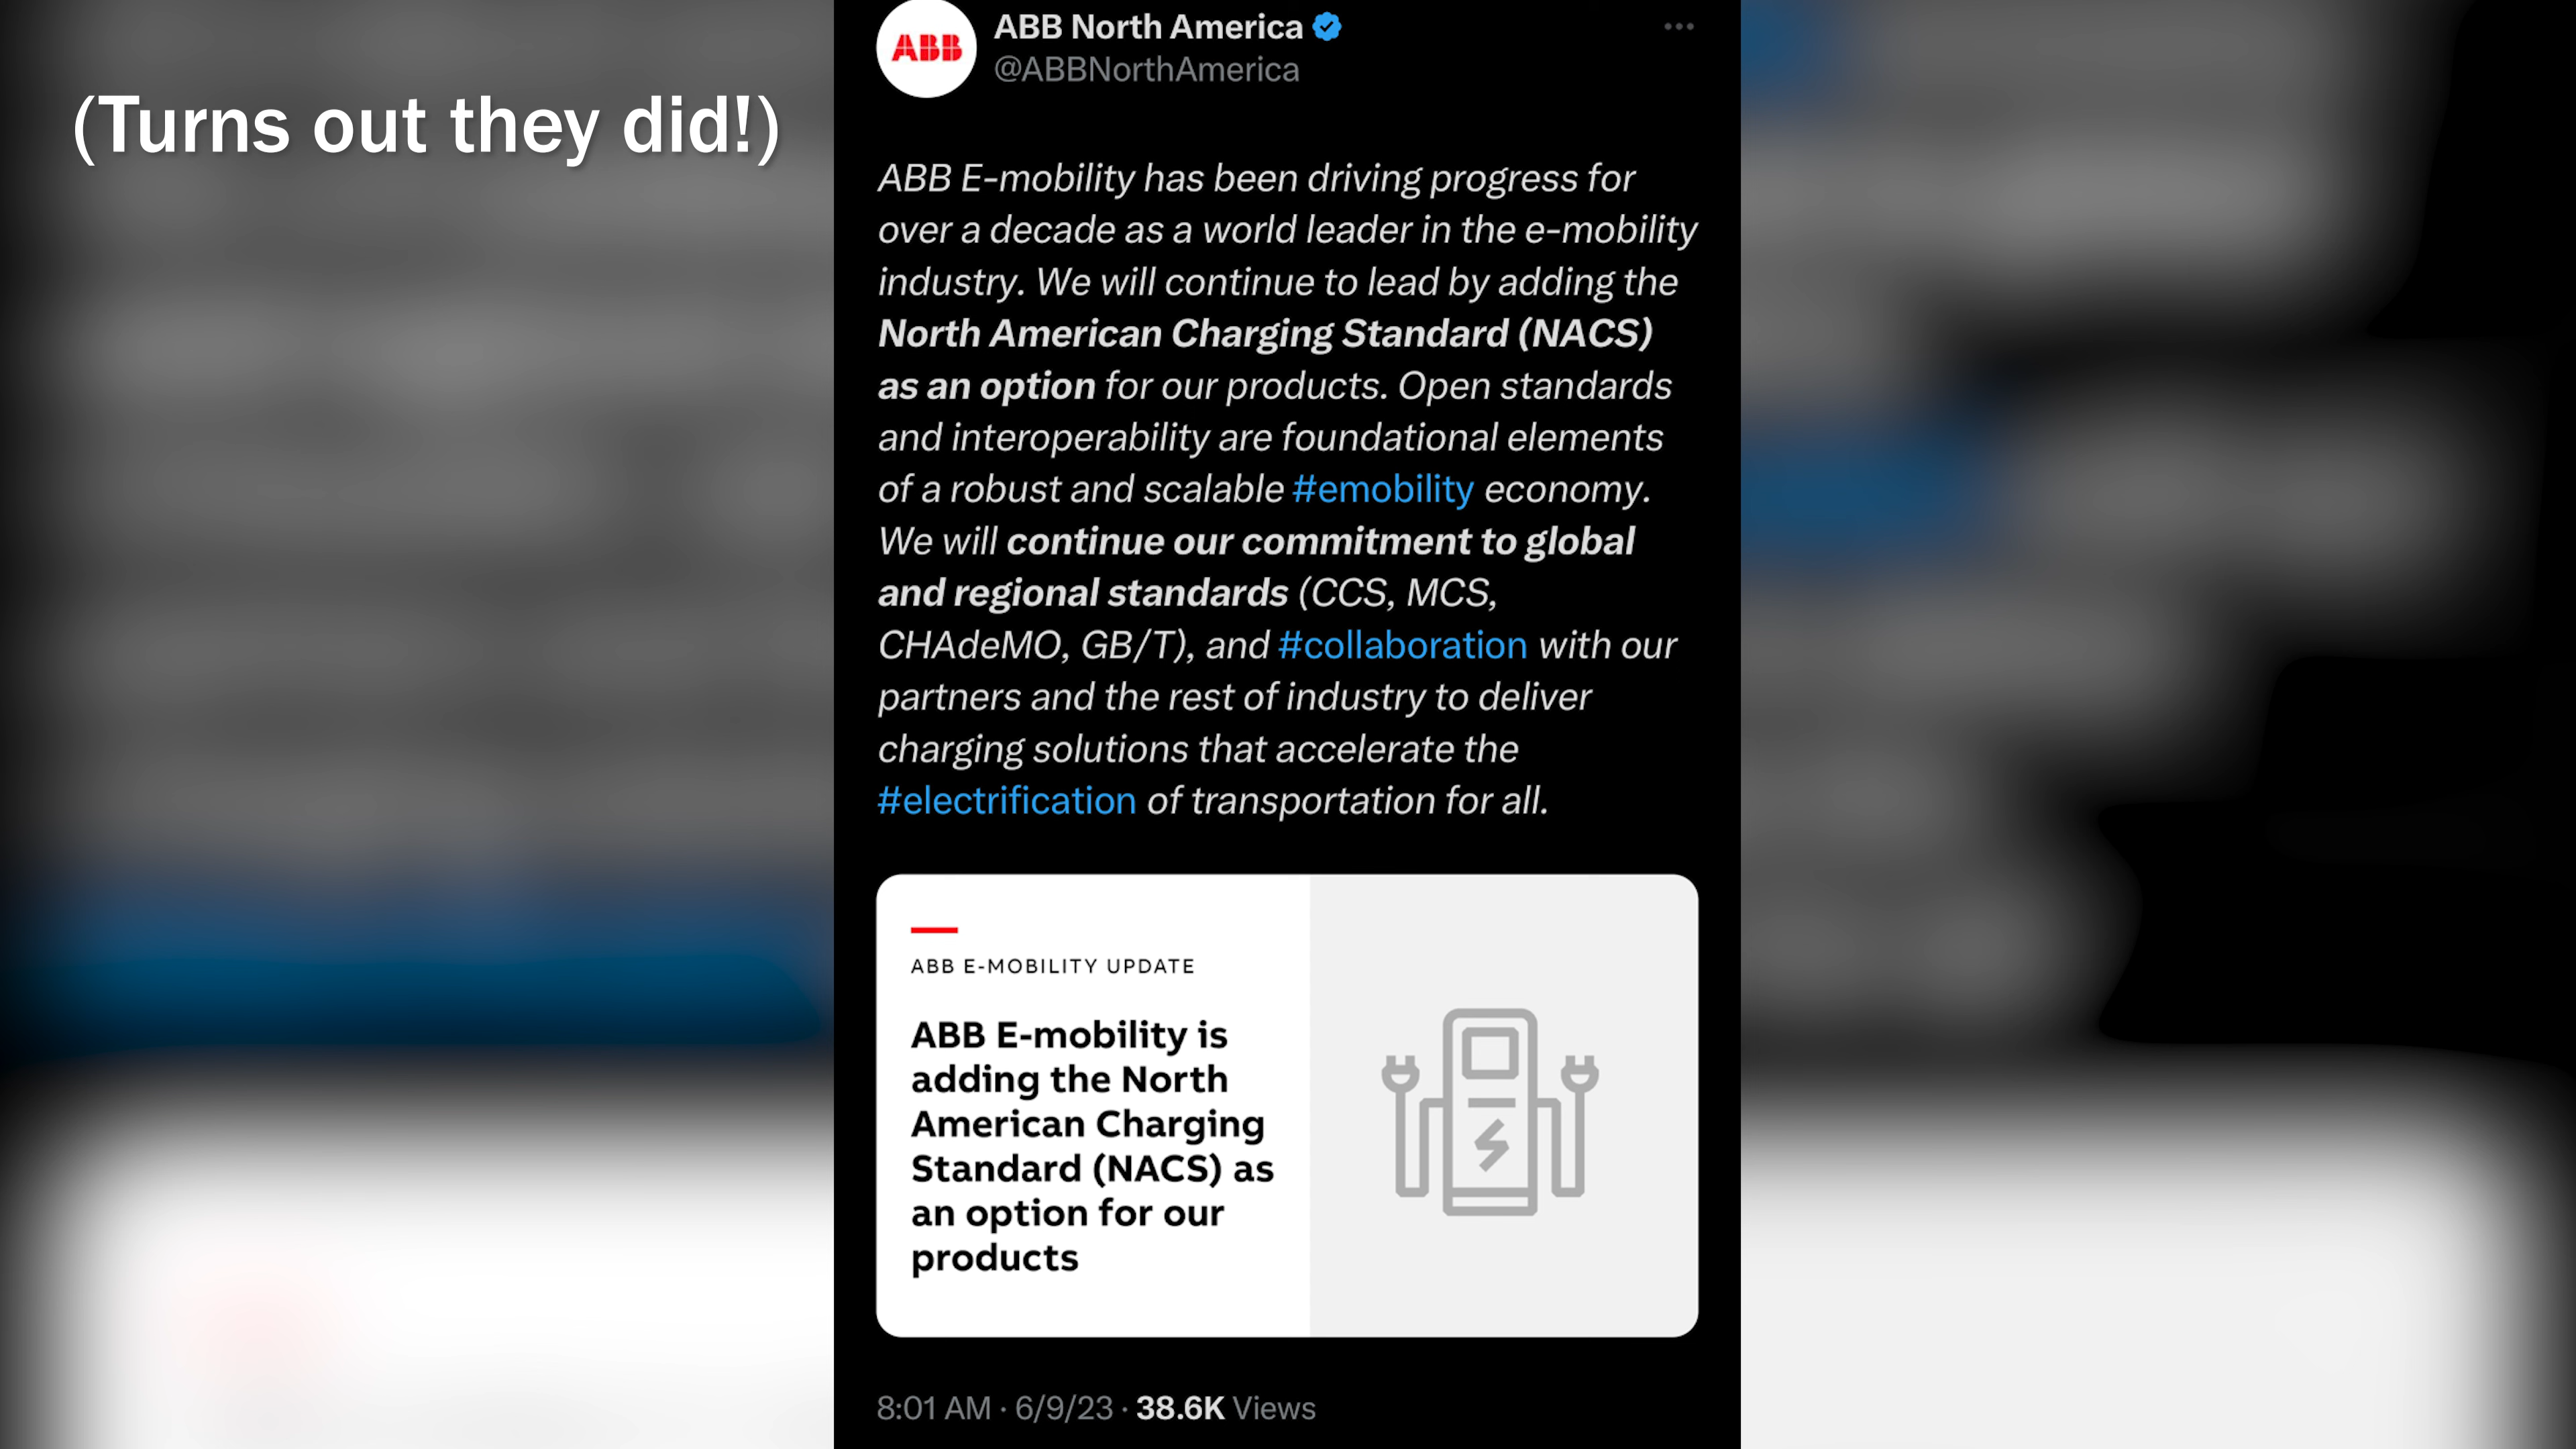 (Turns out they did!)
ABB
ABB North America
@ABBNorthAmerica
ABB E-mobility has been driving progress for
over a decade as a world leader in the e-mobility
industry. We will continue to lead by adding the
North American Charging Standard (NACS)
as an option for our products. Open standards
and interoperability are foundational elements
of a robust and scalable #emobility economy.
We will continue our commitment to global
and regional standards (CCS, MCS,
CHAdeMO, GB/T), and #collaboration with our
partners and the rest of industry to deliver
charging solutions that accelerate the
#electrification of transportation for all.
ABB E-MOBILITY UPDATE
ABB E-mobility is
adding the North
American Charging
Standard (NACS) as
an option for our
products
8:01 AM · 6/9/23 · 38.6K Views